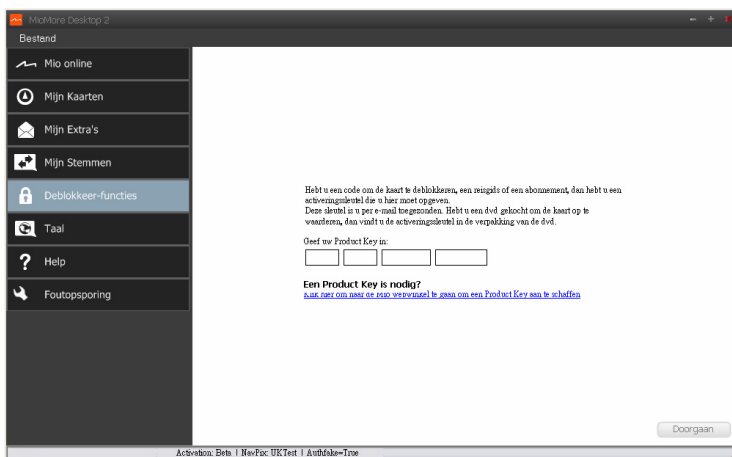 MioMore Desktop 2
Bestand
Mio online
Mijn Kaarten
Mijn Extra's
Mijn Stemmen
Deblokkeer-functies
Taal
Help
Foutopsporing
Hebt u een code om de kaart te deblokkeren, een reisgids of een abonnement, dan hebt u een
activeringssleutel die u hier moet opgeven.
Deze sleutel is u per e-mail toegezonden. Hebt u een dvd gekocht om de kaart op te
waarderen, dan vindt u de activeringssleutel in de verpakking van de dvd.
Geef uw Product Key in:
Een Product Key is nodig?
Klik hier om naar de Mio webwinkel te gaan om een Product Key aan te schaffen
Doorgaan
Activation: Beta | NavPix: UKTest | Authfake=True